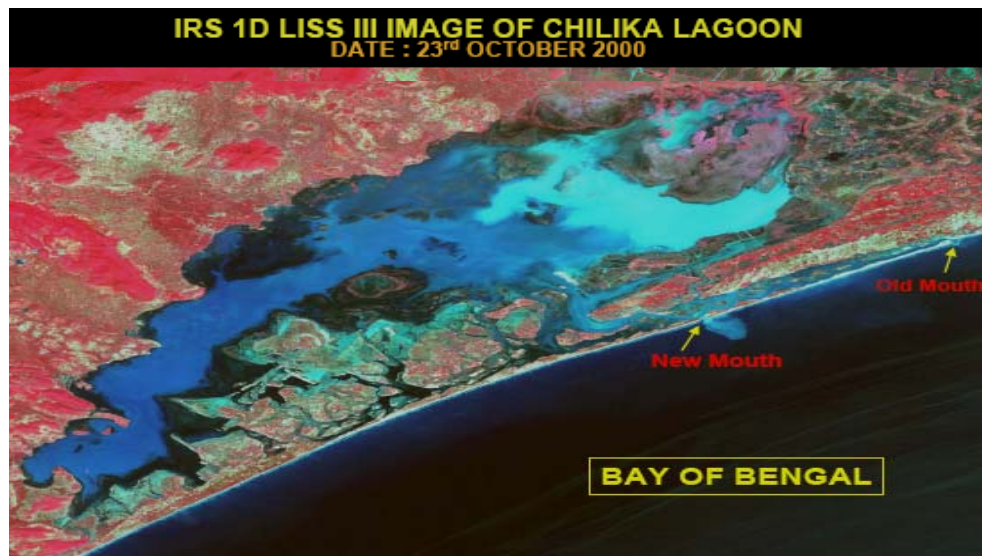 IRS 1D LISS III IMAGE OF CHILIKA LAGOON
DATE : 23rd OCTOBER 2000
Old Mouth
New Mouth
BAY OF BENGAL